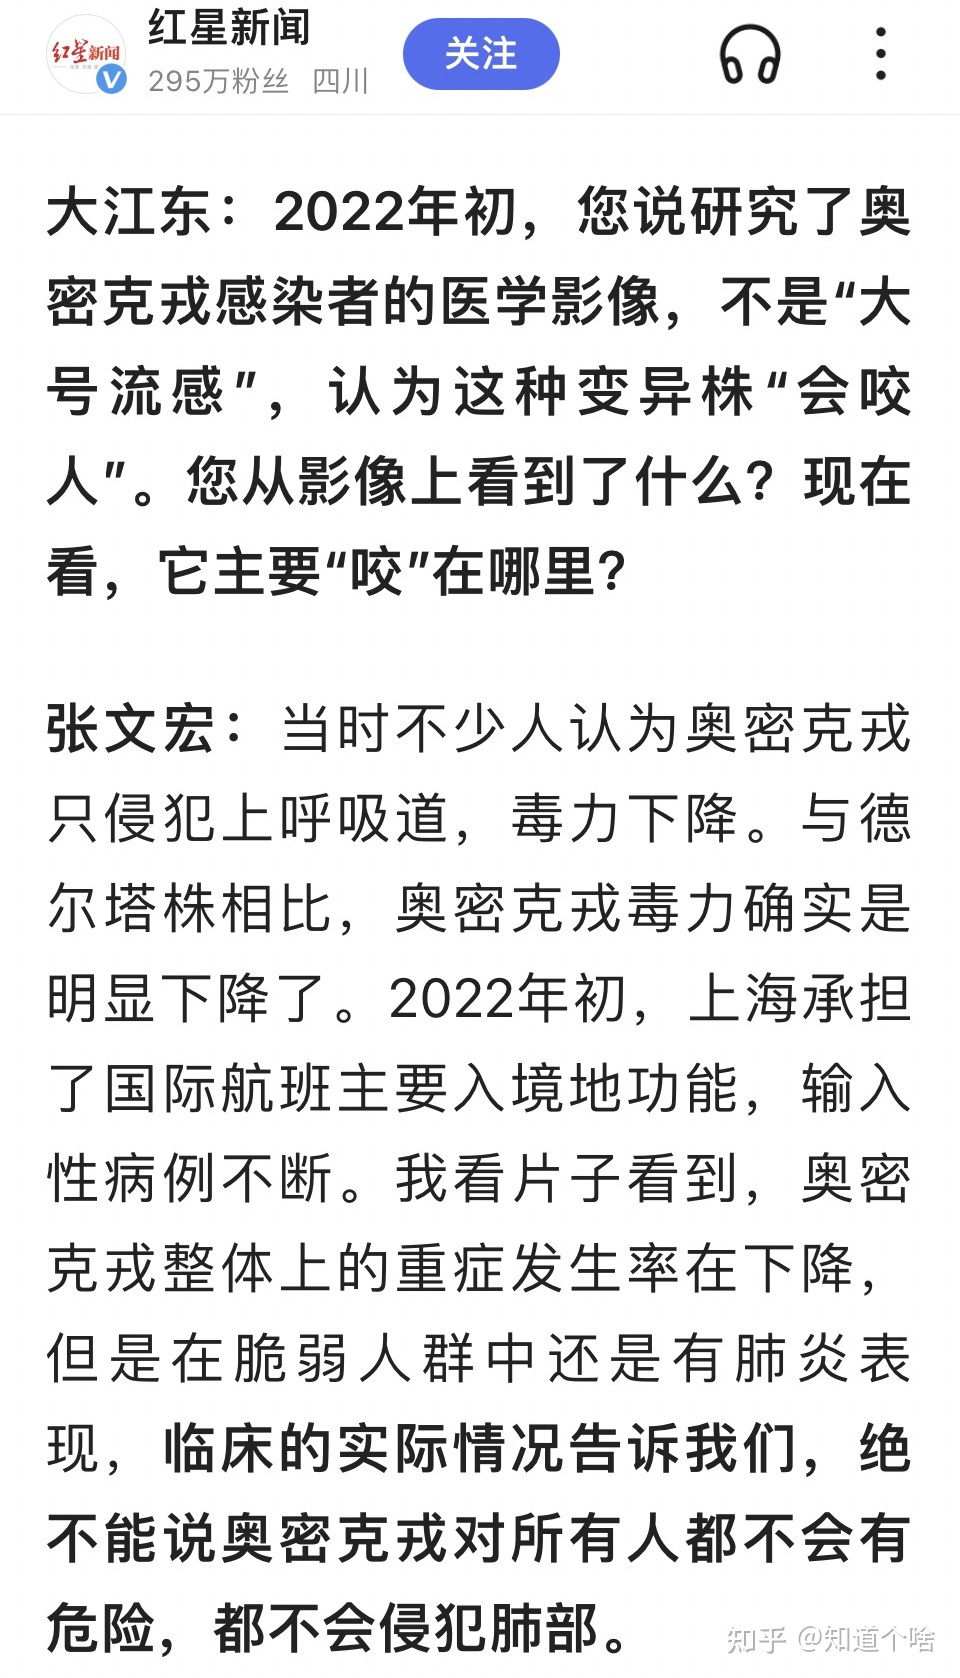 红星新闻
红星新闻
295万粉丝 四川
关注
大江东：2022年初，您说研究了奥
密克戎感染者的医学影像，不是“大
号流感”，认为这种变异株“会咬
人”。您从影像上看到了什么？现在
看，它主要“咬”在哪里？
张文宏：当时不少人认为奥密克戎
只侵犯上呼吸道，毒力下降。与德
尔塔株相比，奥密克戎毒力确实是
明显下降了。2022年初，上海承担
了国际航班主要入境地功能，输入
性病例不断。我看片子看到，奥密
克戎整体上的重症发生率在下降，
但是在脆弱人群中还是有肺炎表
现，临床的实际情况告诉我们，绝
不能说奥密克戎对所有人都不会有
危险，都不会侵犯肺部。
知乎 @知道个啥